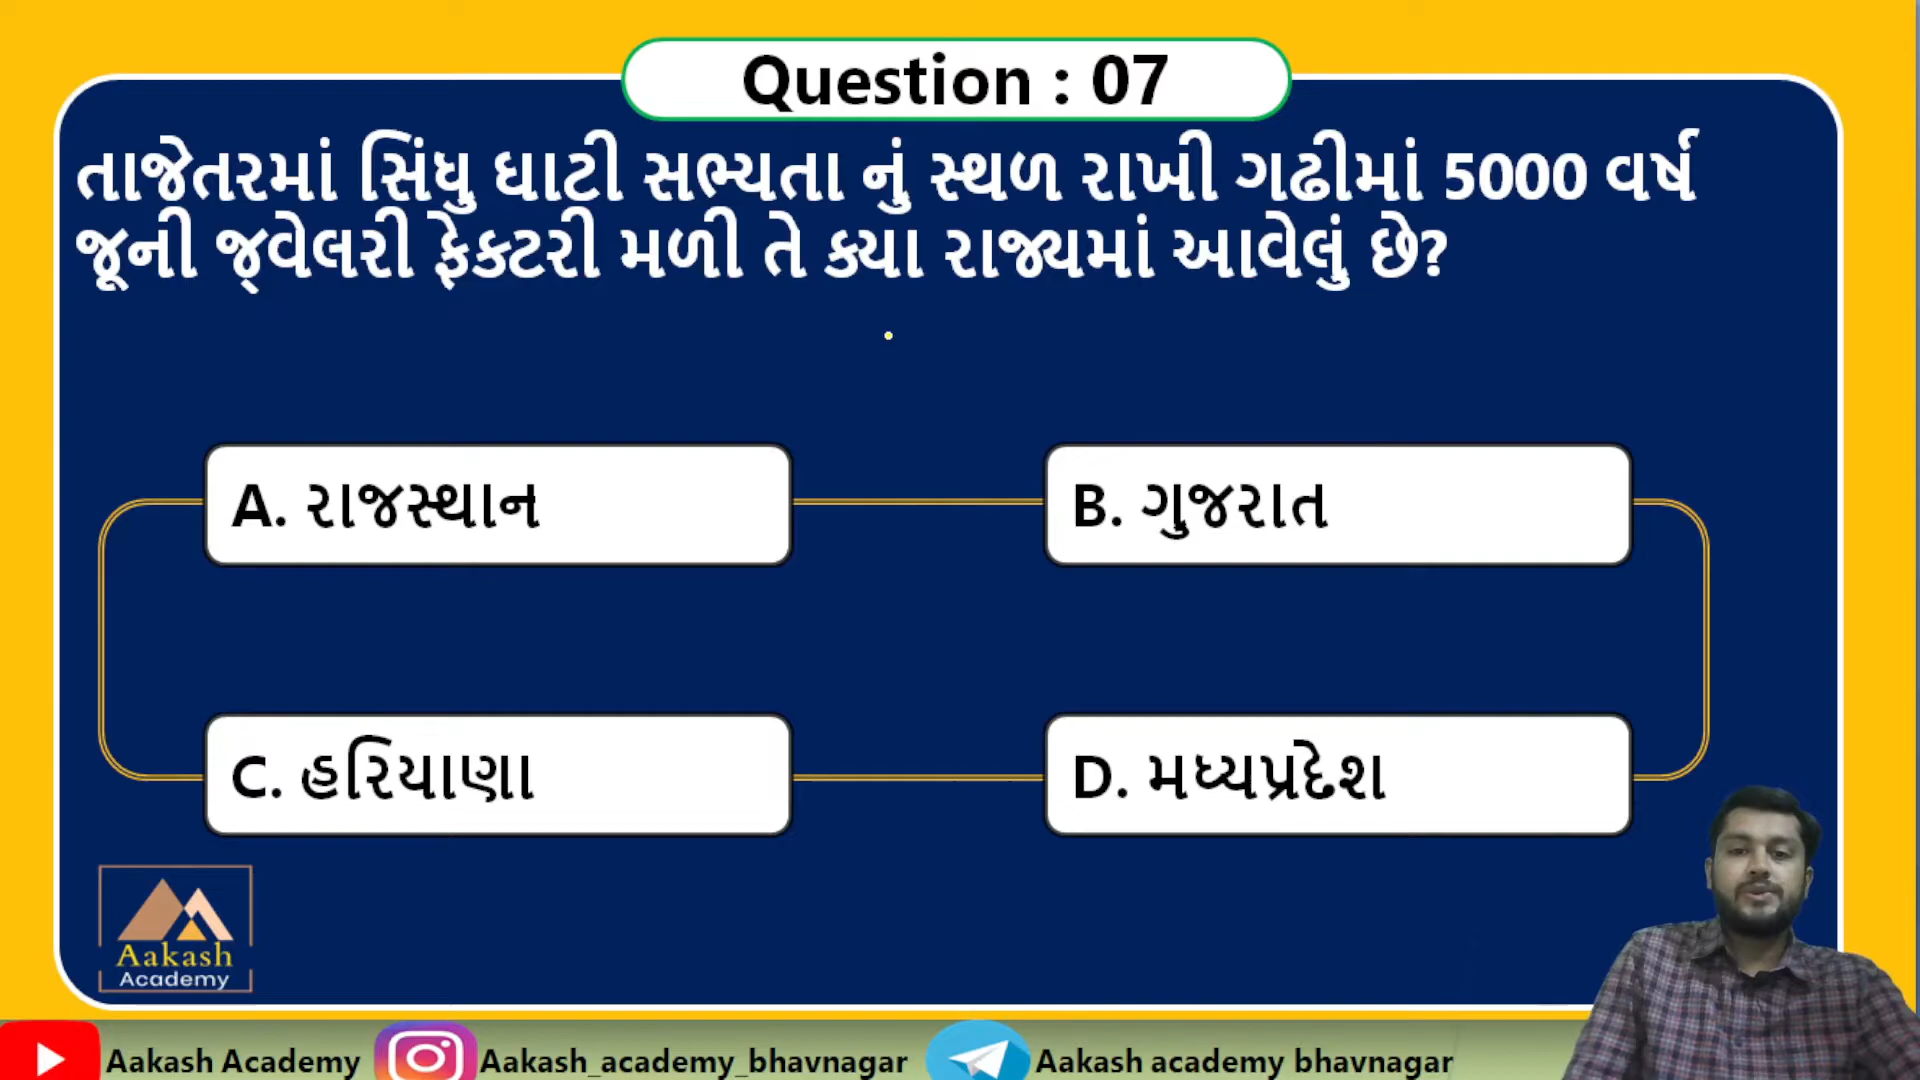 Question : 07
તાજેતરમાં સિંધુ ઘાટી સભ્યતા નું સ્થળ રાખી ગઢીમાં 5000 વર્ષ
જૂની જ્વેલરી ફેક્ટરી મળી તે ક્યા રાજ્યમાં આવેલું છે?
A. રાજસ્થાન
B. ગુજરાત
C. હરિયાણા
D. મધ્યપ્રદેશ
Aakash
Academy
Aakash Academy
Aakash_academy_bhavnagar
Aakash academy bhavnagar